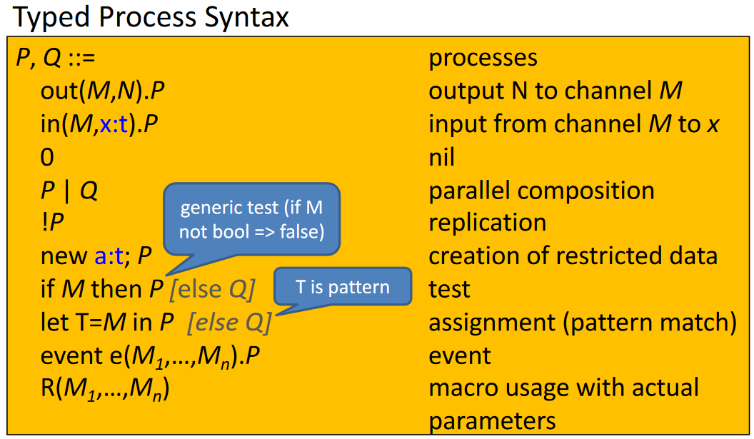 Typed Process Syntax
P, Q ::= processes
out(M,N).P output N to channel M
in(M,x:t).P input from channel M to x
0 nil
P | Q parallel composition
generic test (if M
not bool => false)
!P replication
new a:t; P creation of restricted data
if M then P [else Q] test
T is pattern
let T=M in P [else Q] assignment (pattern match)
event e(M1,…,Mn).P event
R(M1,…,Mn) macro usage with actual
parameters